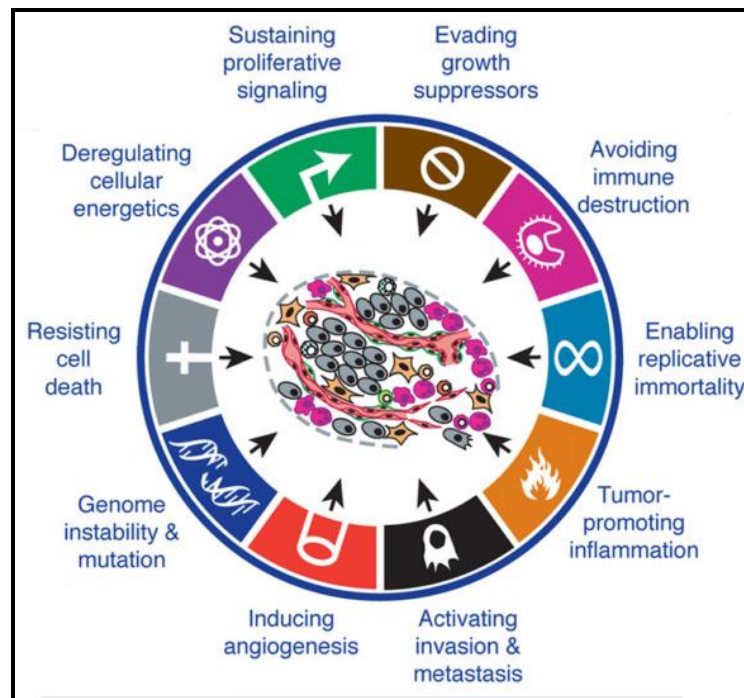 Sustaining
proliferative
signaling
Evading
growth
suppressors
Avoiding
immune
destruction
Enabling
replicative
immortality
Tumor-
promoting
inflammation
Activating
invasion &
metastasis
Inducing
angiogenesis
Genome
instability &
mutation
Resisting
cell
death
Deregulating
cellular
energetics